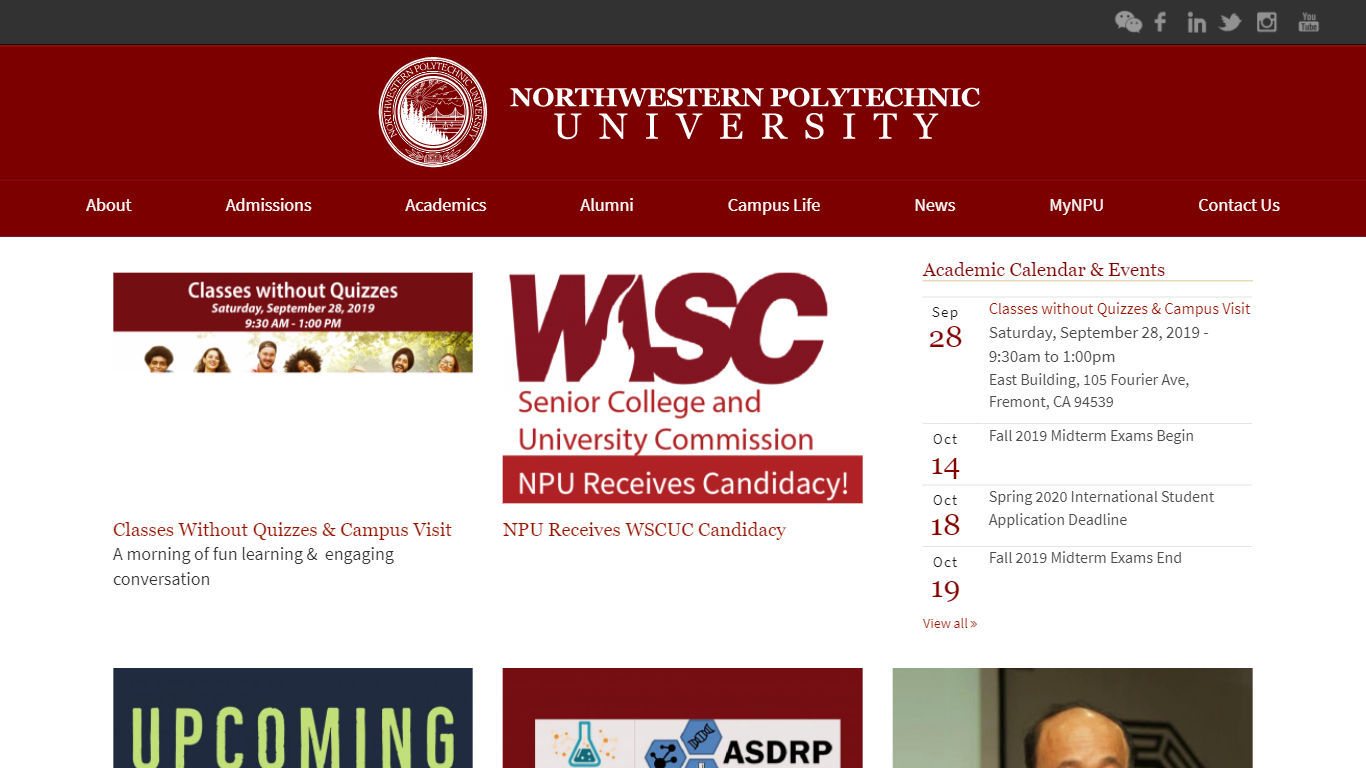 You
Tube
NORTHWESTERN POLYTECHNIC UNIVERSITY
NORTHWESTERN POLYTECHNIC
UNIVERSITY
About
Admissions
Academics
Alumni
Campus Life
News
MyNPU
Contact Us
Classes without Quizzes
Saturday, September 28, 2019
9:30 AM - 1:00 PM
Classes Without Quizzes & Campus Visit
A morning of fun learning & engaging
conversation
WASC
Senior College and
University Commission
NPU Receives Candidacy!
NPU Receives WSCUC Candidacy
Academic Calendar & Events
Sep
28
Classes without Quizzes & Campus Visit
Saturday, September 28, 2019 -
9:30am to 1:00pm
East Building, 105 Fourier Ave,
Fremont, CA 94539
Oct
14
Fall 2019 Midterm Exams Begin
Oct
18
Spring 2020 International Student
Application Deadline
Oct
19
Fall 2019 Midterm Exams End
View all »
UPCOMING
ASDRP